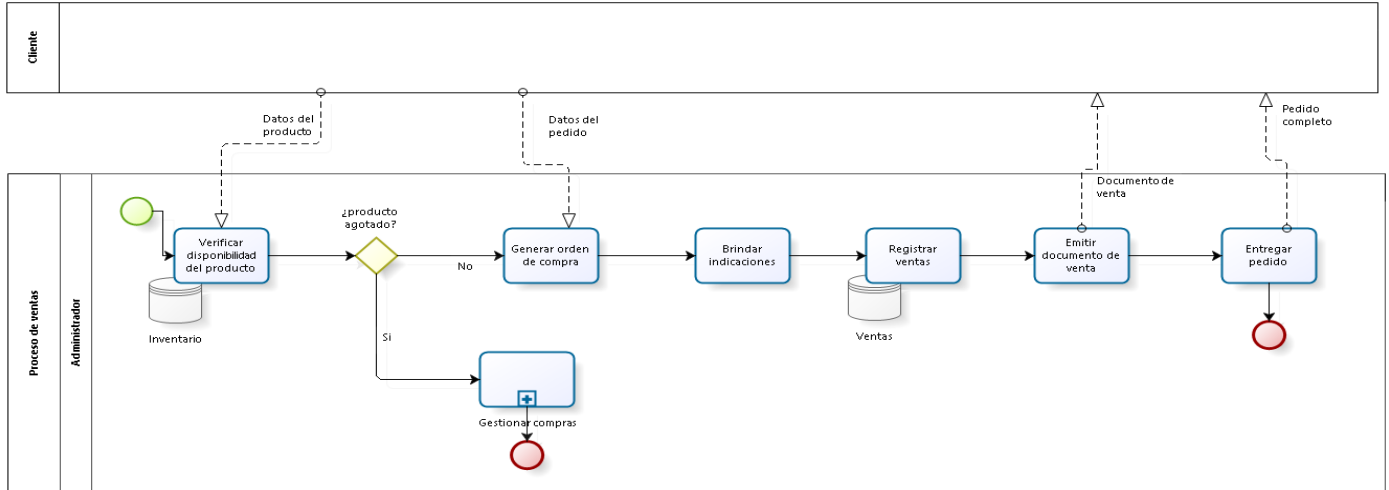 Cliente
Datos del
producto
Datos del
pedido
Pedido
completo
Documento de
venta
Proceso de ventas
Administrador
Verificar
disponibilidad
del producto
Inventario
¿producto
agotado?
No
Si
Generar orden
de compra
Brindar
indicaciones
Registrar
ventas
Ventas
Emitir
documento de
venta
Entregar
pedido
Gestionar compras